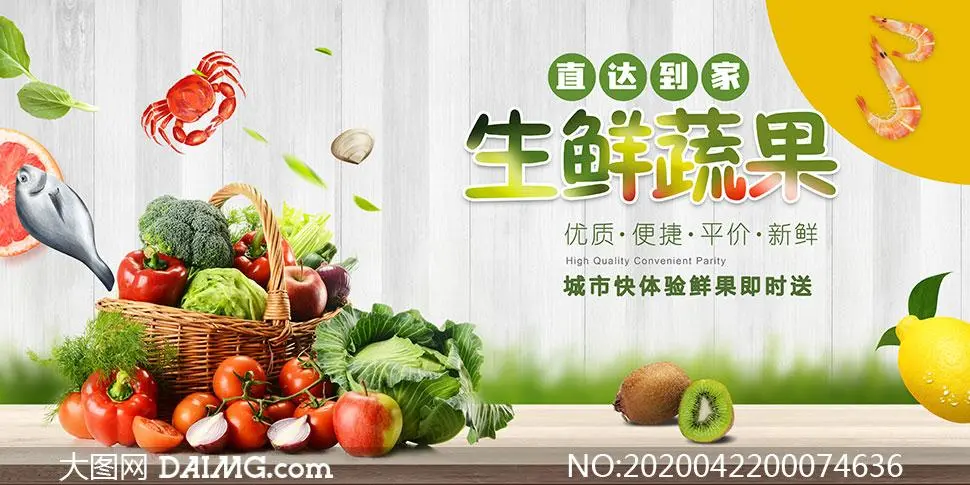 直达到家
生鲜蔬果
优质·便捷·平价·新鲜
High Quality Convenient Parity
城市快体验鲜果即时送
大图网 DAIMG.com
NO:2020042200074636